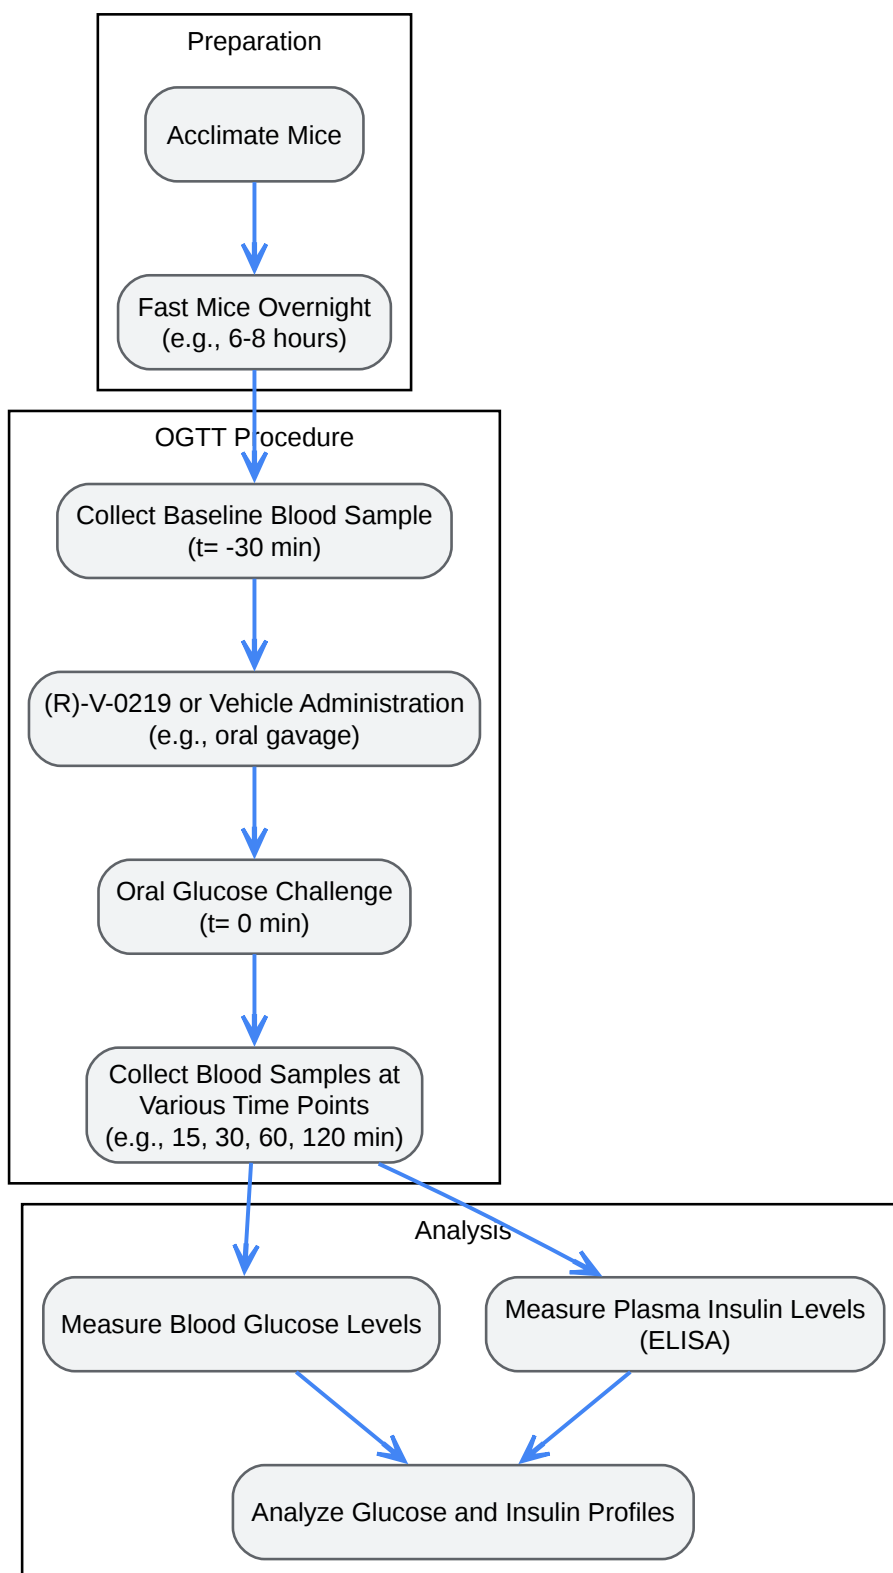 Preparation
Acclimate Mice
Fast Mice Overnight
(e.g., 6-8 hours)
OGTT Procedure
Collect Baseline Blood Sample
(t= -30 min)
(R)-V-0219 or Vehicle Administration
(e.g., oral gavage)
Oral Glucose Challenge
(t= 0 min)
Collect Blood Samples at
Various Time Points
(e.g., 15, 30, 60, 120 min)
Analysis
Measure Blood Glucose Levels
Measure Plasma Insulin Levels
(ELISA)
Analyze Glucose and Insulin Profiles